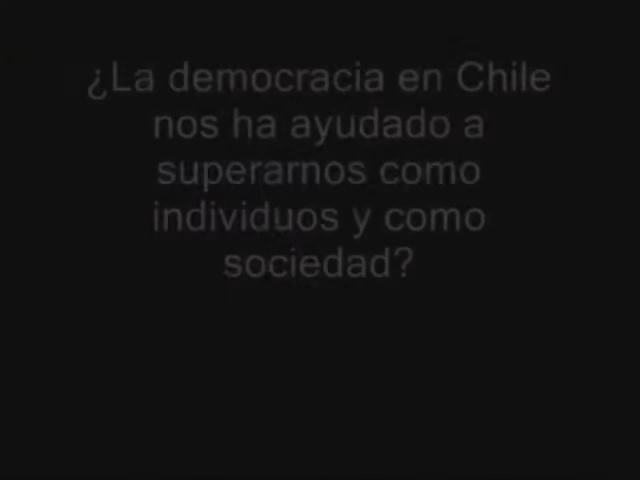 ¿La democracia en Chile
nos ha ayudado a
superarnos como
individuos y como
sociedad?